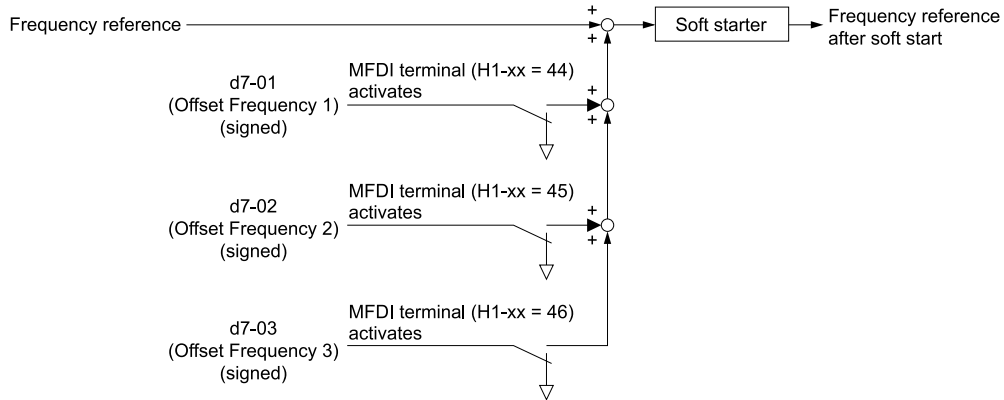 Frequency reference
+
+
Soft starter
Frequency reference
after soft start
d7-01
(Offset Frequency 1)
(signed)
MFDI terminal (H1-xx = 44)
activates
+
+
d7-02
(Offset Frequency 2)
(signed)
MFDI terminal (H1-xx = 45)
activates
+
+
d7-03
(Offset Frequency 3)
(signed)
MFDI terminal (H1-xx = 46)
activates